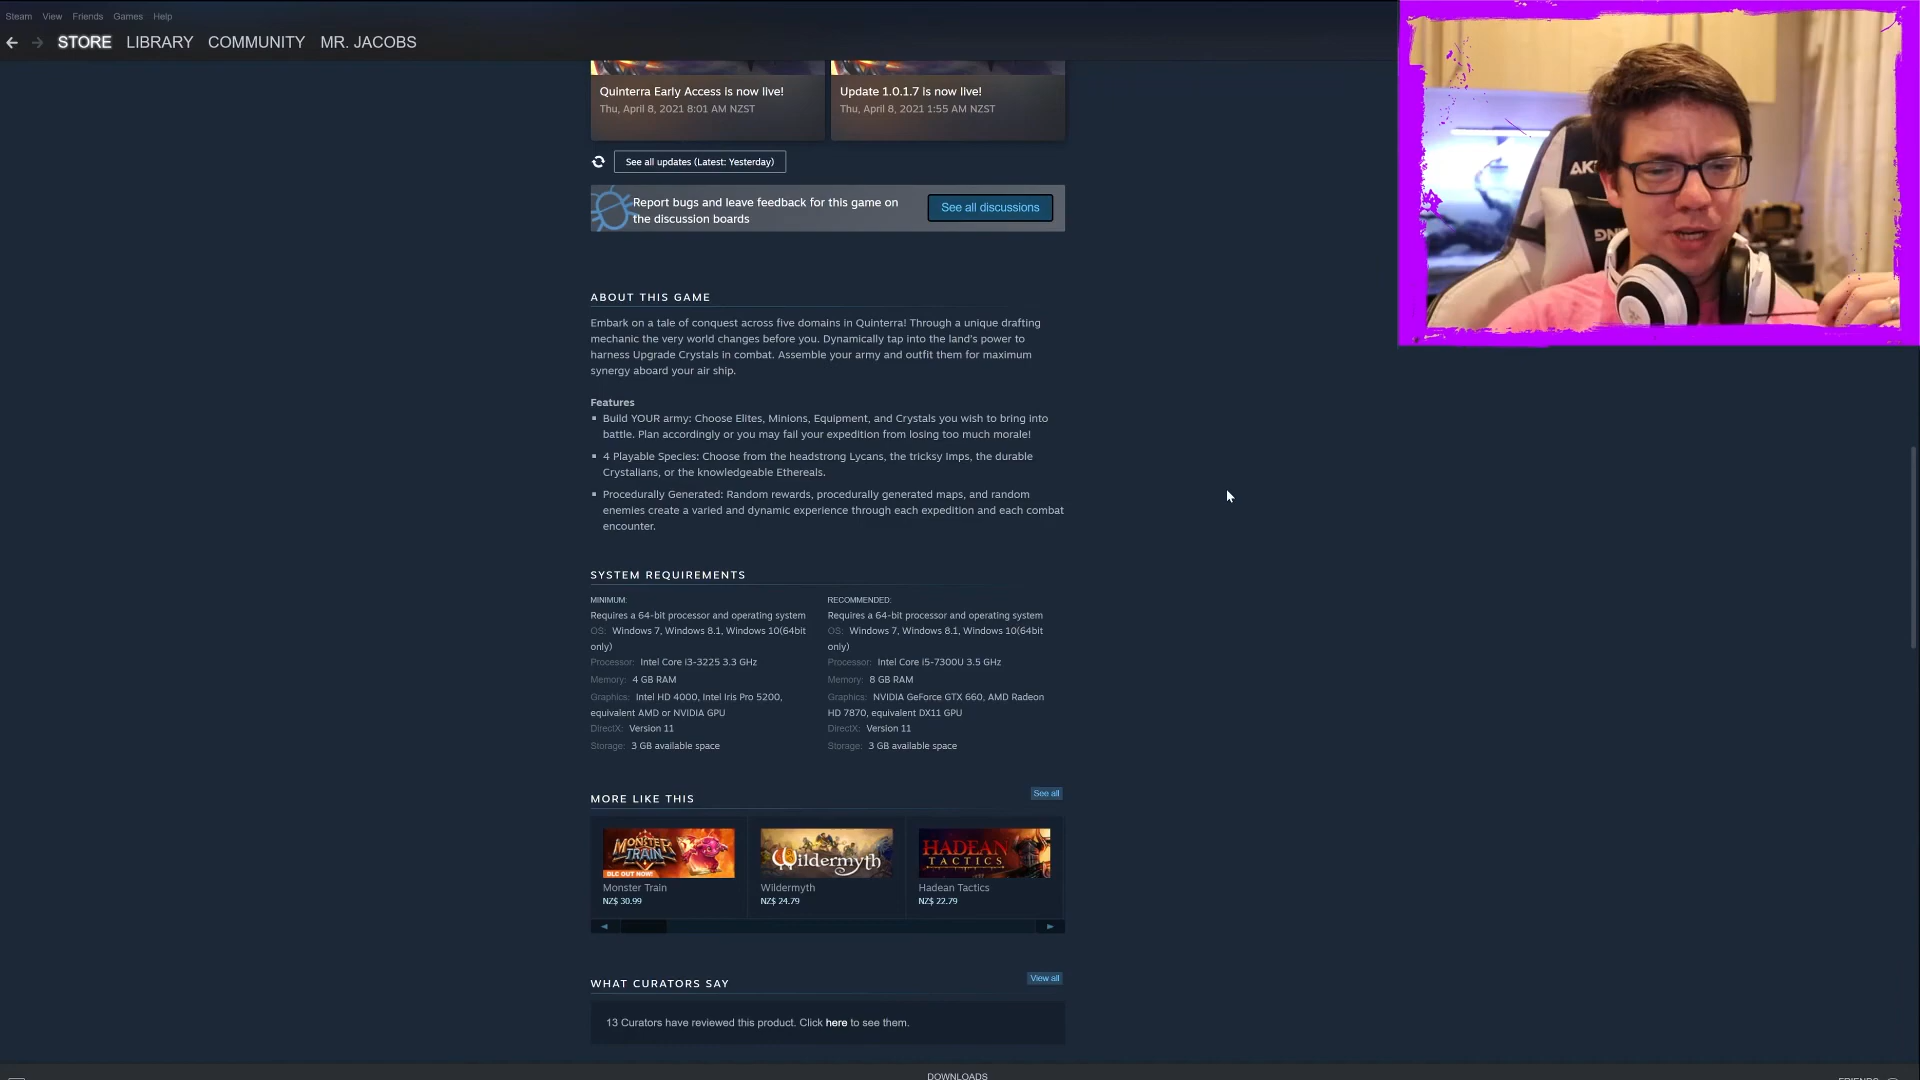 Steam View Friends Games Help
STORE LIBRARY COMMUNITY MR. JACOBS
Quinterra Early Access is now live!
Thu, April 8, 2021 8:01 AM NZST
Update 1.0.1.7 is now live!
Thu, April 8, 2021 1:55 AM NZST
See all updates (Latest: Yesterday)
Report bugs and leave feedback for this game on
the discussion boards
See all discussions
ABOUT THIS GAME
Embark on a tale of conquest across five domains in Quinterra! Through a unique drafting
mechanic the very world changes before you. Dynamically tap into the land's power to
harness Upgrade Crystals in combat. Assemble your army and outfit them for maximum
synergy aboard your air ship.
Features
Build YOUR army: Choose Elites, Minions, Equipment, and Crystals you wish to bring into
battle. Plan accordingly or you may fail your expedition from losing too much morale!
4 Playable Species: Choose from the headstrong Lycans, the tricksy Imps, the durable
Crystalians, or the knowledgeable Ethereals.
Procedurally Generated: Random rewards, procedurally generated maps, and random
enemies create a varied and dynamic experience through each expedition and each combat
encounter.
SYSTEM REQUIREMENTS
MINIMUM:
Requires a 64-bit processor and operating system
OS: Windows 7, Windows 8.1, Windows 10(64bit
only)
Processor: Intel Core i3-3225 3.3 GHz
Memory: 4 GB RAM
Graphics: Intel HD 4000, Intel Iris Pro 5200,
equivalent AMD or NVIDIA GPU
DirectX: Version 11
Storage: 3 GB available space
RECOMMENDED:
Requires a 64-bit processor and operating system
OS: Windows 7, Windows 8.1, Windows 10(64bit
only)
Processor: Intel Core i5-7300U 3.5 GHz
Memory: 8 GB RAM
Graphics: NVIDIA GeForce GTX 660, AMD Radeon
HD 7870, equivalent DX11 GPU
DirectX: Version 11
Storage: 3 GB available space
MORE LIKE THIS
See all
MONSTER
TRAIN
DLC OUT NOW!
Monster Train
NZ$ 30.99
Wildermyth
Wildermyth
NZ$ 24.79
HADEAN
TACTICS
Hadean Tactics
NZ$ 22.79
WHAT CURATORS SAY
View all
13 Curators have reviewed this product. Click here to see them.
DOWNLOADS